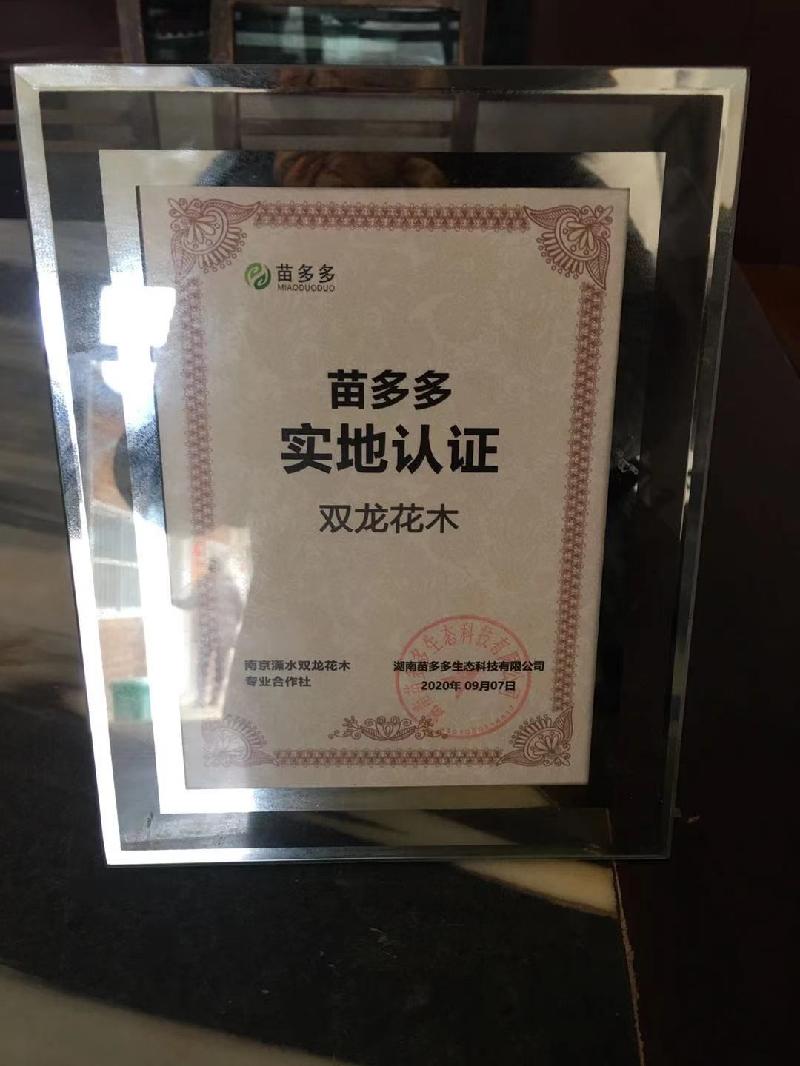 苗多多
MIAODUODUO
苗多多
实地认证
双龙花木
南京溧水双龙花木
专业合作社
湖南苗多多生态科技有限公司
2020年 09月07日